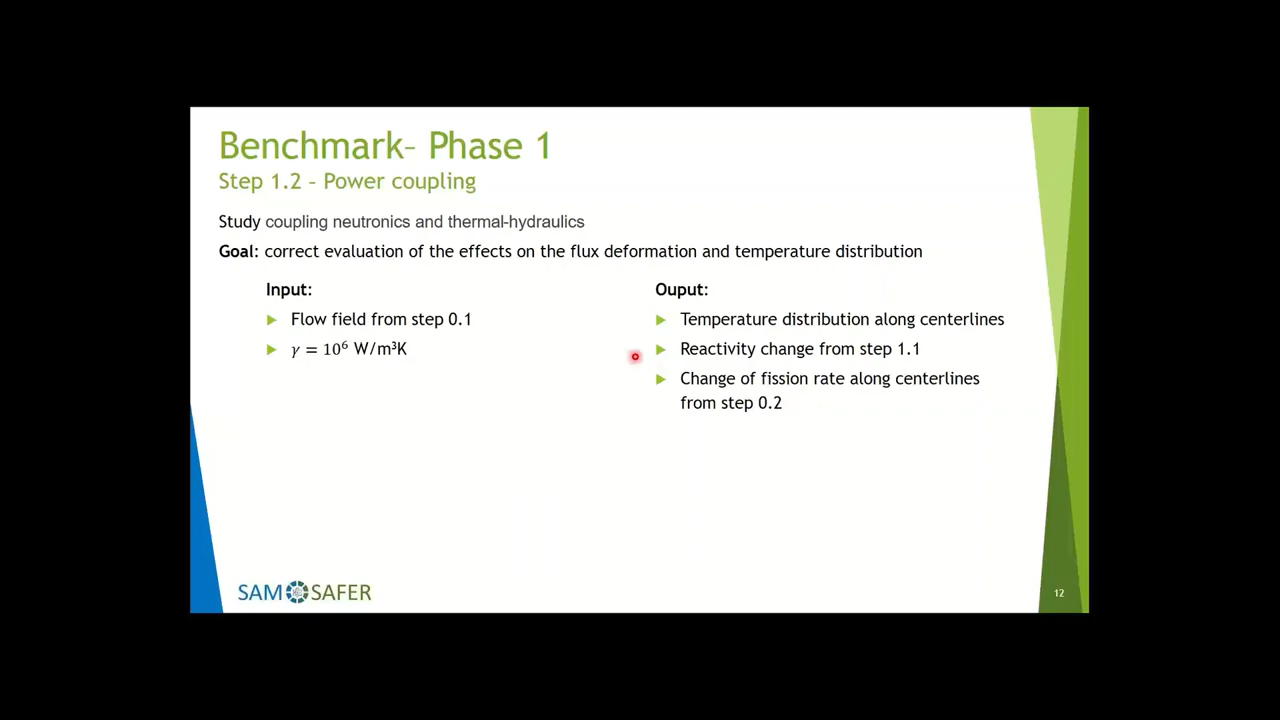 Benchmark– Phase 1
Step 1.2 – Power coupling
Study coupling neutronics and thermal-hydraulics
Goal: correct evaluation of the effects on the flux deformation and temperature distribution
Input:
Flow field from step 0.1
γ = 10⁶ W/m³K
Ouput:
Temperature distribution along centerlines
Reactivity change from step 1.1
Change of fission rate along centerlines
from step 0.2
SAMOSAFER
12